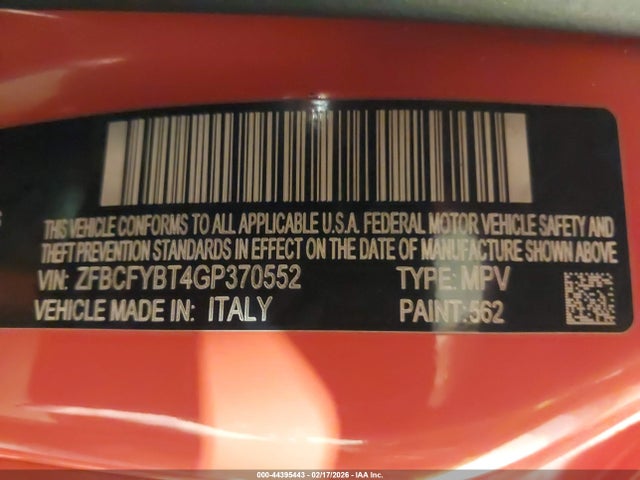 THIS VEHICLE CONFORMS TO ALL APPLICABLE U.S.A. FEDERAL MOTOR VEHICLE SAFETY AND
THEFT PREVENTION STANDARDS IN EFFECT ON THE DATE OF MANUFACTURE SHOWN ABOVE
VIN: ZFBCFYBT4GP370552 TYPE: MPV
VEHICLE MADE IN: ITALY PAINT: 562
000-44395443 - 02/17/2026 - IAA Inc.